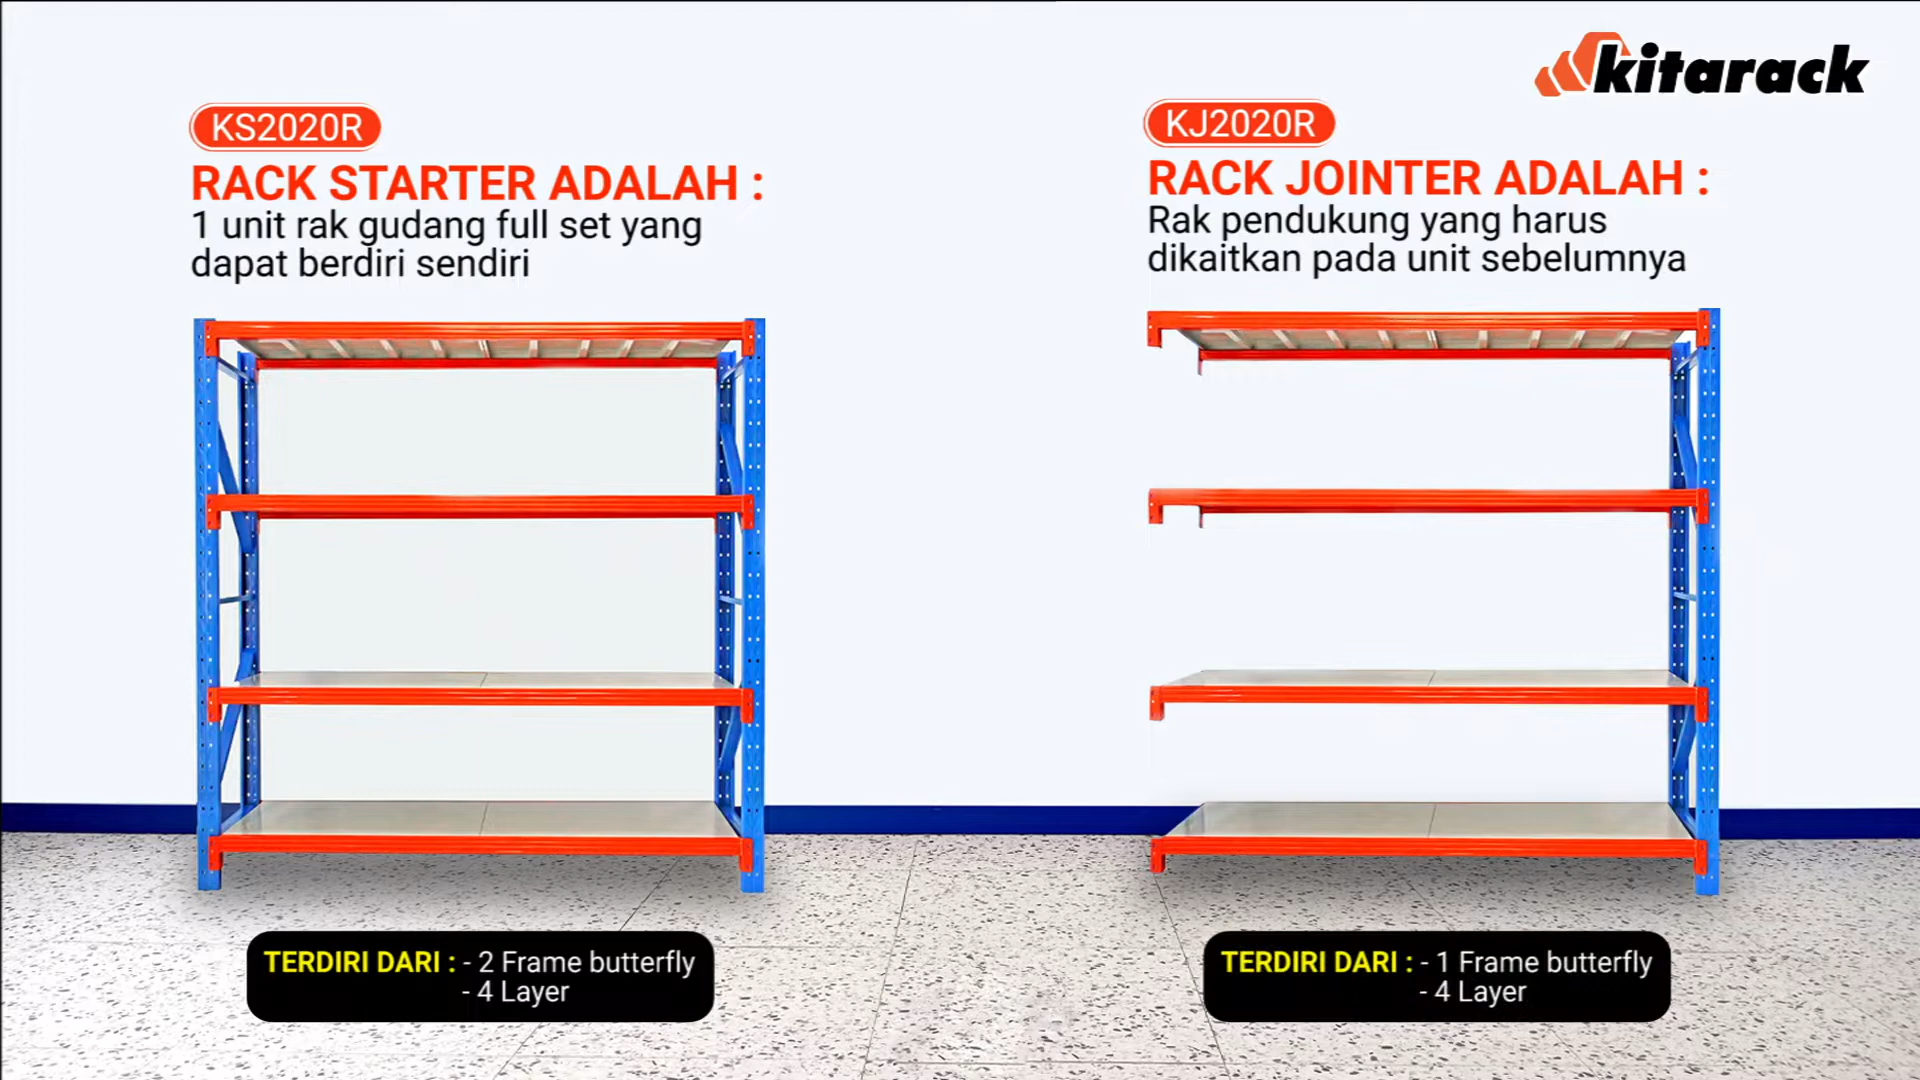 kitarack
KS2020R
RACK STARTER ADALAH :
1 unit rak gudang full set yang
dapat berdiri sendiri
TERDIRI DARI : - 2 Frame butterfly
- 4 Layer
KJ2020R
RACK JOINTER ADALAH :
Rak pendukung yang harus
dikaitkan pada unit sebelumnya
TERDIRI DARI : - 1 Frame butterfly
- 4 Layer